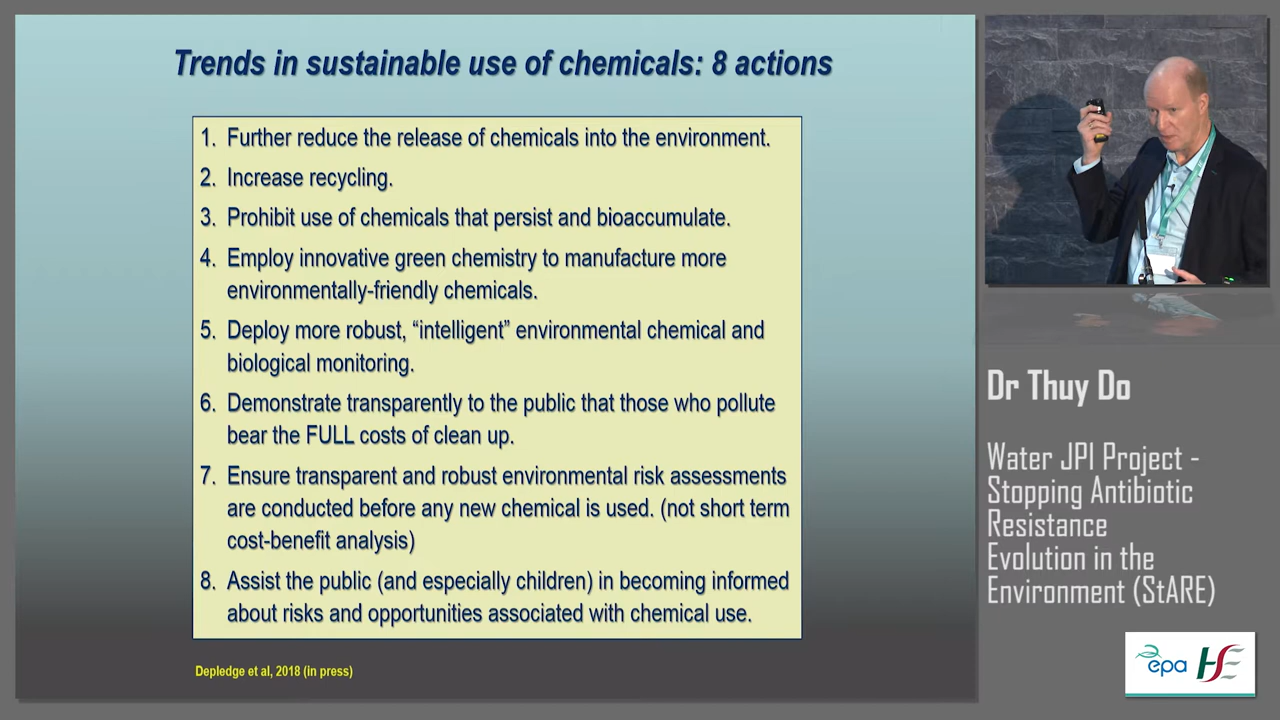 Trends in sustainable use of chemicals: 8 actions
1. Further reduce the release of chemicals into the environment.
2. Increase recycling.
3. Prohibit use of chemicals that persist and bioaccumulate.
4. Employ innovative green chemistry to manufacture more
environmentally-friendly chemicals.
5. Deploy more robust, “intelligent” environmental chemical and
biological monitoring.
6. Demonstrate transparently to the public that those who pollute
bear the FULL costs of clean up.
7. Ensure transparent and robust environmental risk assessments
are conducted before any new chemical is used. (not short term
cost-benefit analysis)
8. Assist the public (and especially children) in becoming informed
about risks and opportunities associated with chemical use.
Depledge et al, 2018 (in press)
Dr Thuy Do
Water JPI Project -
Stopping Antibiotic
Resistance
Evolution in the
Environment (StARE)
epa HSE